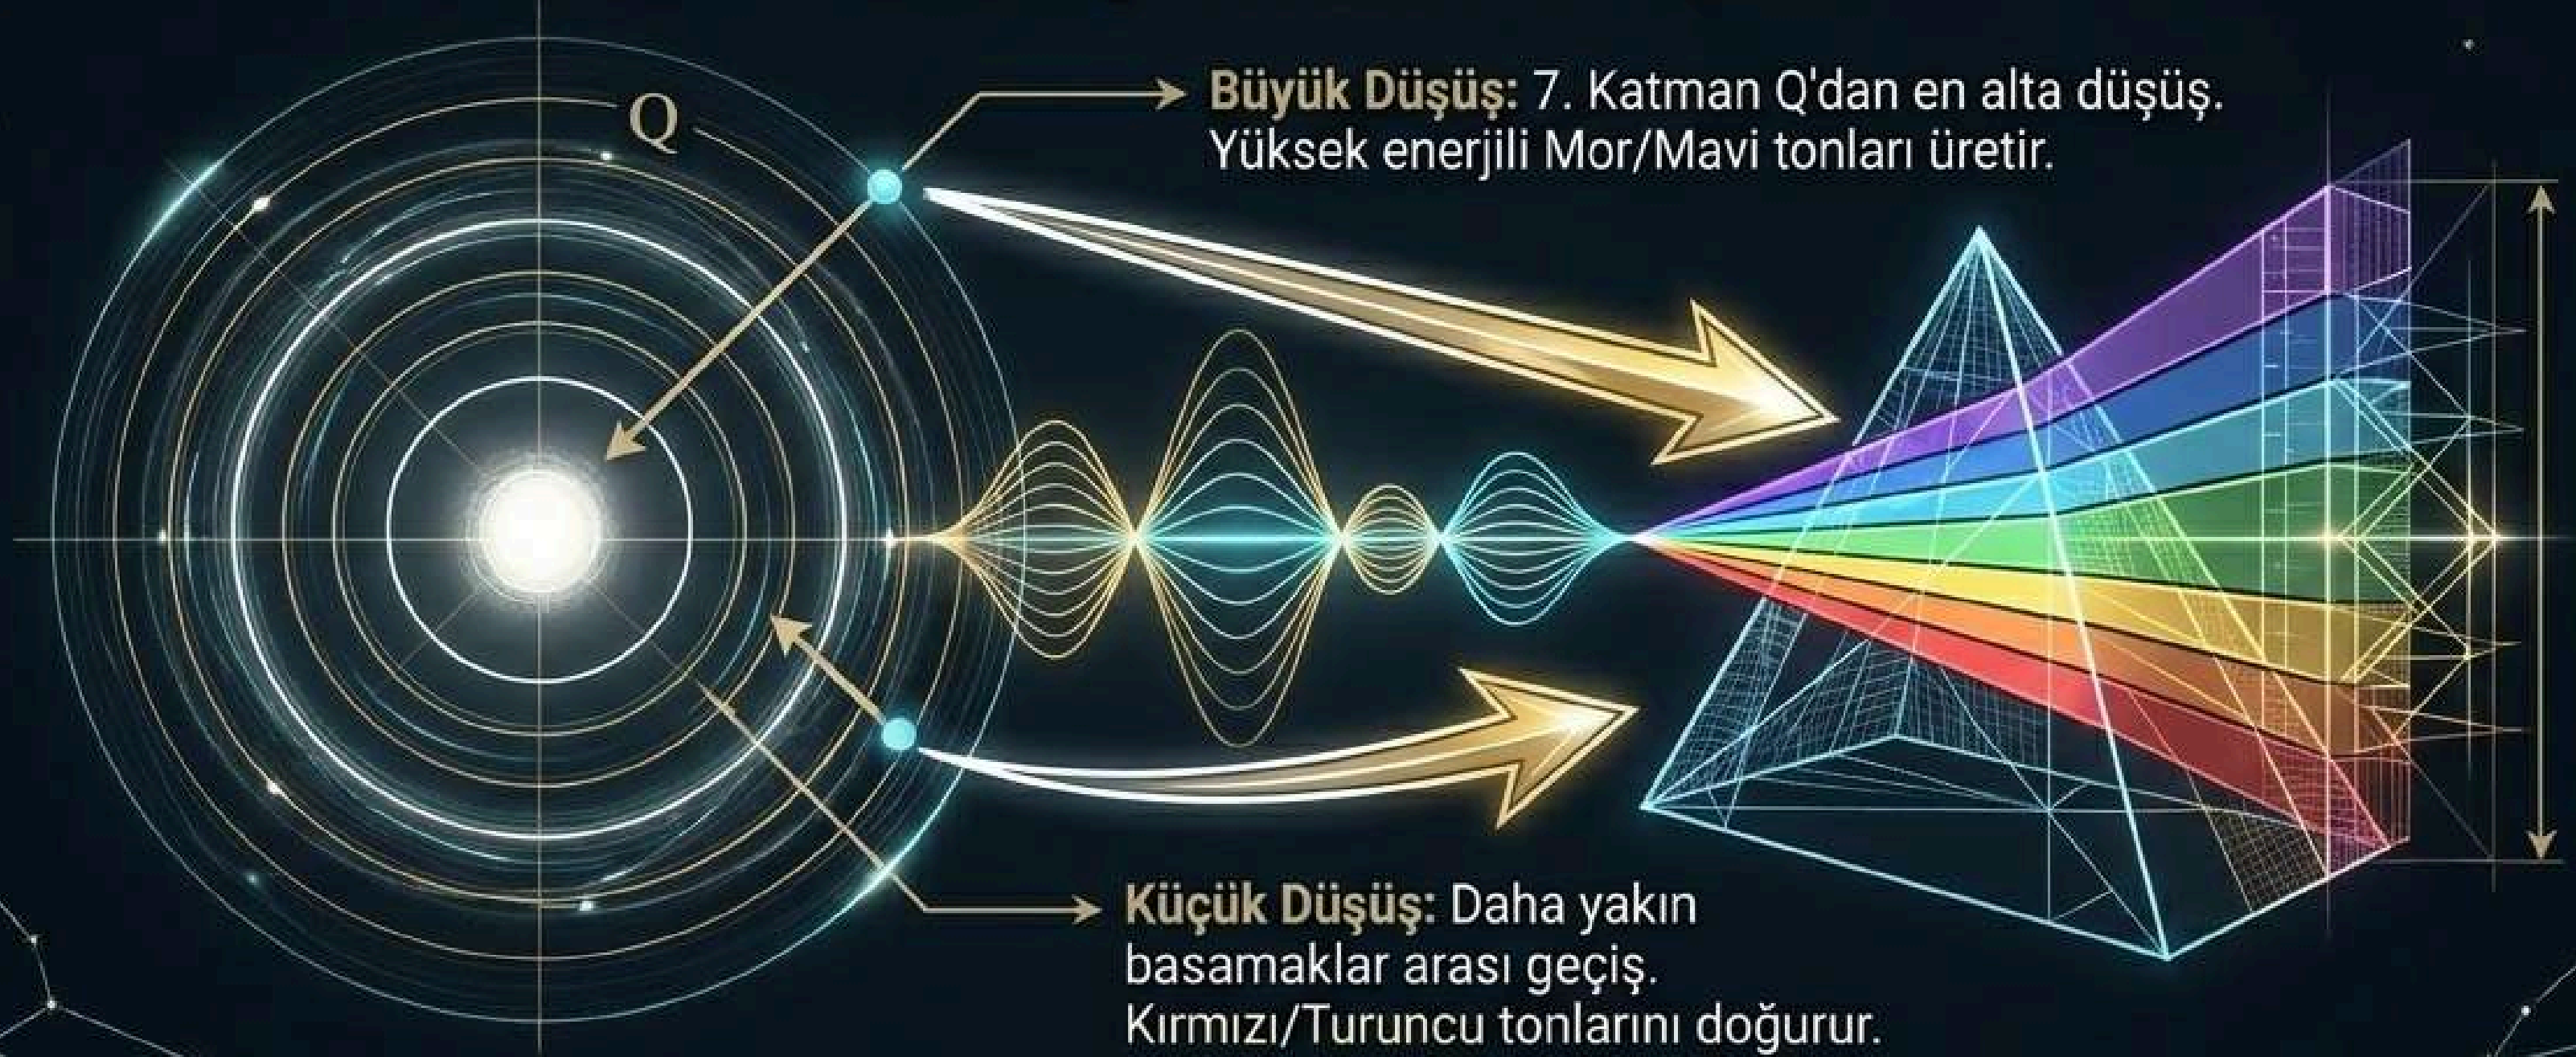 Q
Büyük Düşüş: 7. Katman Q'dan en alta düşüş.
Yüksek enerjili Mor/Mavi tonları üretir.
Küçük Düşüş: Daha yakın
basamaklar arası geçiş.
Kırmızı/Turuncu tonlarını doğurur.